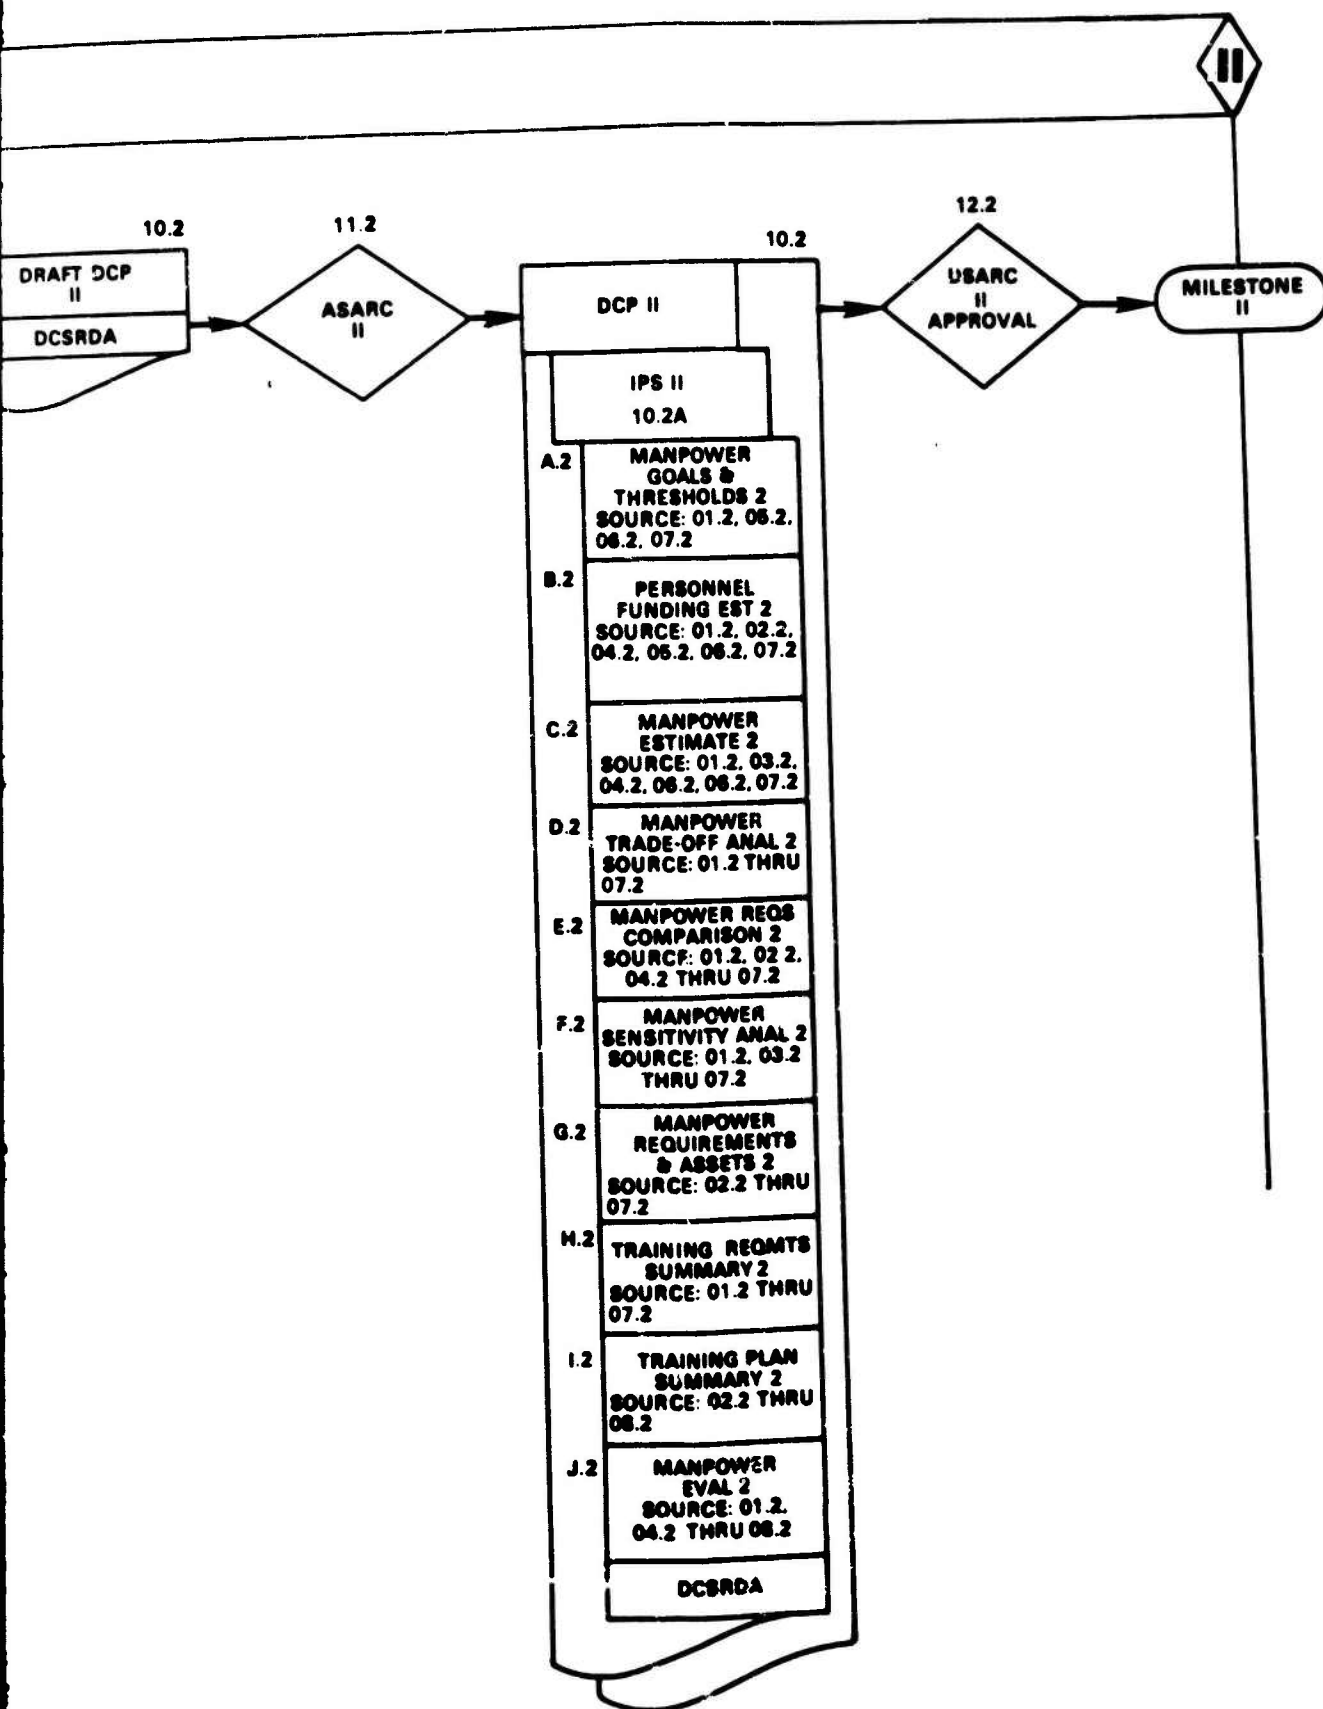 II
10.2
DRAFT DCP
II
DCSRDA
11.2
ASARC
II
10.2
DCP II
IPS II
10.2A
A.2
MANPOWER
GOALS &
THRESHOLDS 2
SOURCE: 01.2, 05.2,
06.2, 07.2
B.2
PERSONNEL
FUNDING EST 2
SOURCE: 01.2, 02.2,
04.2, 05.2, 06.2, 07.2
C.2
MANPOWER
ESTIMATE 2
SOURCE: 01.2, 03.2,
04.2, 06.2, 06.2, 07.2
D.2
MANPOWER
TRADE-OFF ANAL 2
SOURCE: 01.2 THRU
07.2
E.2
MANPOWER REQS
COMPARISON 2
SOURCE: 01.2, 02 2,
04.2 THRU 07.2
F.2
MANPOWER
SENSITIVITY ANAL 2
SOURCE: 01.2, 03.2
THRU 07.2
G.2
MANPOWER
REQUIREMENTS
& ASSETS 2
SOURCE: 02.2 THRU
07.2
H.2
TRAINING REQMTS
SUMMARY 2
SOURCE: 01.2 THRU
07.2
I.2
TRAINING PLAN
SUMMARY 2
SOURCE: 02.2 THRU
08.2
J.2
MANPOWER
EVAL 2
SOURCE: 01.2,
04.2 THRU 08.2
DCSRDA
12.2
DSARC
II
APPROVAL
MILESTONE
II